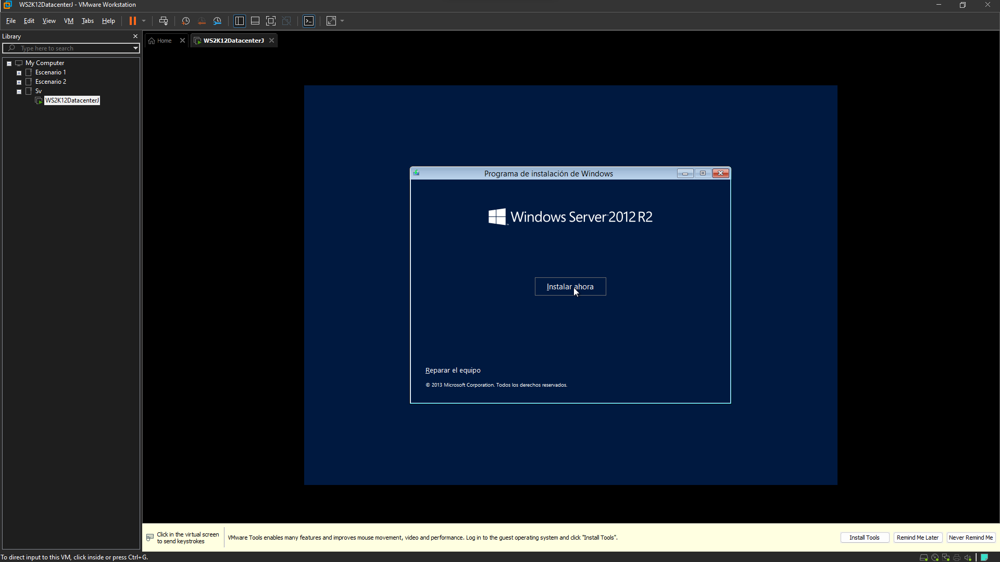 WS2K12DatacenterJ - VMware Workstation
File Edit View VM Tabs Help
Library
Type here to search
Home
WS2K12DatacenterJ
My Computer
Escenario 1
Escenario 2
Sv
WS2K12DatacenterJ
Programa de instalación de Windows
Windows Server 2012 R2
Instalar ahora
Reparar el equipo
© 2013 Microsoft Corporation. Todos los derechos reservados.
Click in the virtual screen
to send keystrokes
VMware Tools enables many features and improves mouse movement, video and performance. Log in to the guest operating system and click "Install Tools".
Install Tools
Remind Me Later
Never Remind Me
To direct input to this VM, click inside or press Ctrl+G.